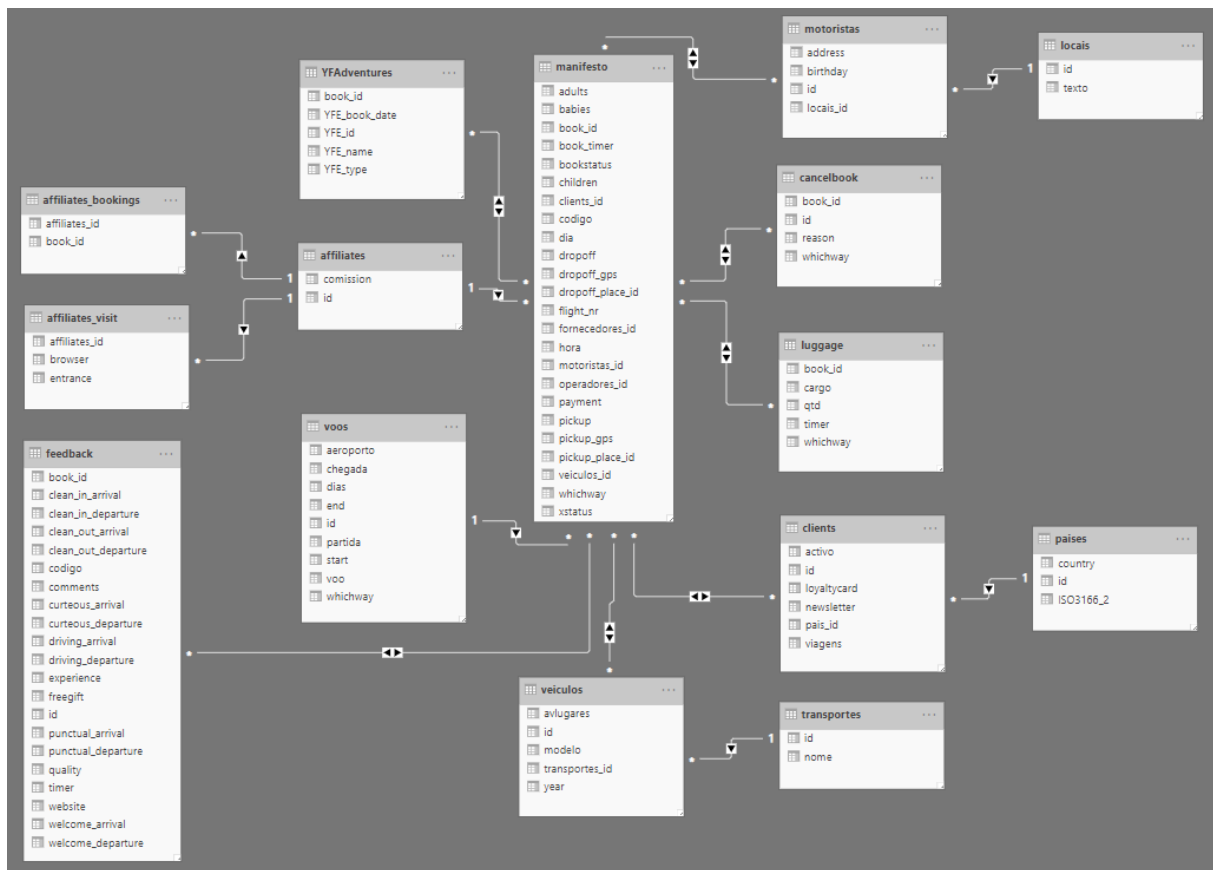 YFAdventures
book_id
YFE_book_date
YFE_id
YFE_name
YFE_type
manifesto
adults
babies
book_id
book_timer
bookstatus
children
clients_id
codigo
dia
dropoff
dropoff_gps
dropoff_place_id
flight_nr
fornecedores_id
hora
motoristas_id
operadores_id
payment
pickup
pickup_gps
pickup_place_id
veiculos_id
whichway
xstatus
motoristas
address
birthday
id
locais_id
locais
id
texto
cancelbook
book_id
id
reason
whichway
affiliates_bookings
affiliates_id
book_id
affiliates
comission
id
affiliates_visit
affiliates_id
browser
entrance
luggage
book_id
cargo
qtd
timer
whichway
voos
aeroporto
chegada
dias
end
id
partida
start
voo
whichway
feedback
book_id
clean_in_arrival
clean_in_departure
clean_out_arrival
clean_out_departure
codigo
comments
curteous_arrival
curteous_departure
driving_arrival
driving_departure
experience
freegift
id
punctual_arrival
punctual_departure
quality
timer
website
welcome_arrival
welcome_departure
clients
activo
id
loyaltycard
newsletter
pais_id
viagens
paises
country
id
ISO3166_2
veiculos
avlugares
id
modelo
transportes_id
year
transportes
id
nome
1
1
1
1
1
1
1